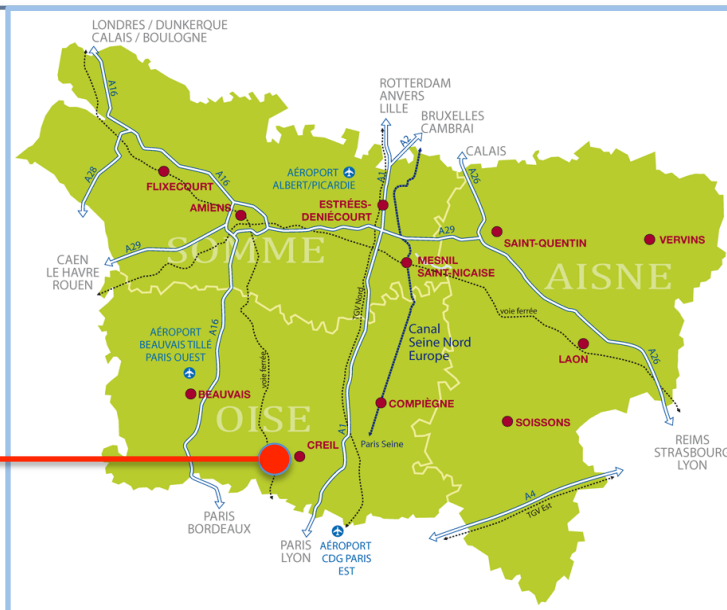 LONDRES / DUNKERQUE
CALAIS / BOULOGNE
A16
ROTTERDAM
ANVERS
LILLE
BRUXELLES
CAMBRAI
A2
CALAIS
A28
A16
A1
A26
FLIXECOURT
AÉROPORT
ALBERT/PICARDIE
AMIENS
ESTRÉES-
DENIÉCOURT
A29
SAINT-QUENTIN
VERVINS
CAEN
LE HAVRE
ROUEN
A29
SOMME
MESNIL
SAINT-NICAISE
AISNE
TGV Nord
voie ferrée
AÉROPORT
BEAUVAIS TILLÉ
PARIS OUEST
A16
Canal
Seine Nord
Europe
LAON
A26
voie ferrée
BEAUVAIS
OISE
COMPIÈGNE
SOISSONS
A1
Paris Seine
CREIL
REIMS
STRASBOURG
LYON
A4
TGV Est
PARIS
BORDEAUX
PARIS
LYON
AÉROPORT
CDG PARIS
EST